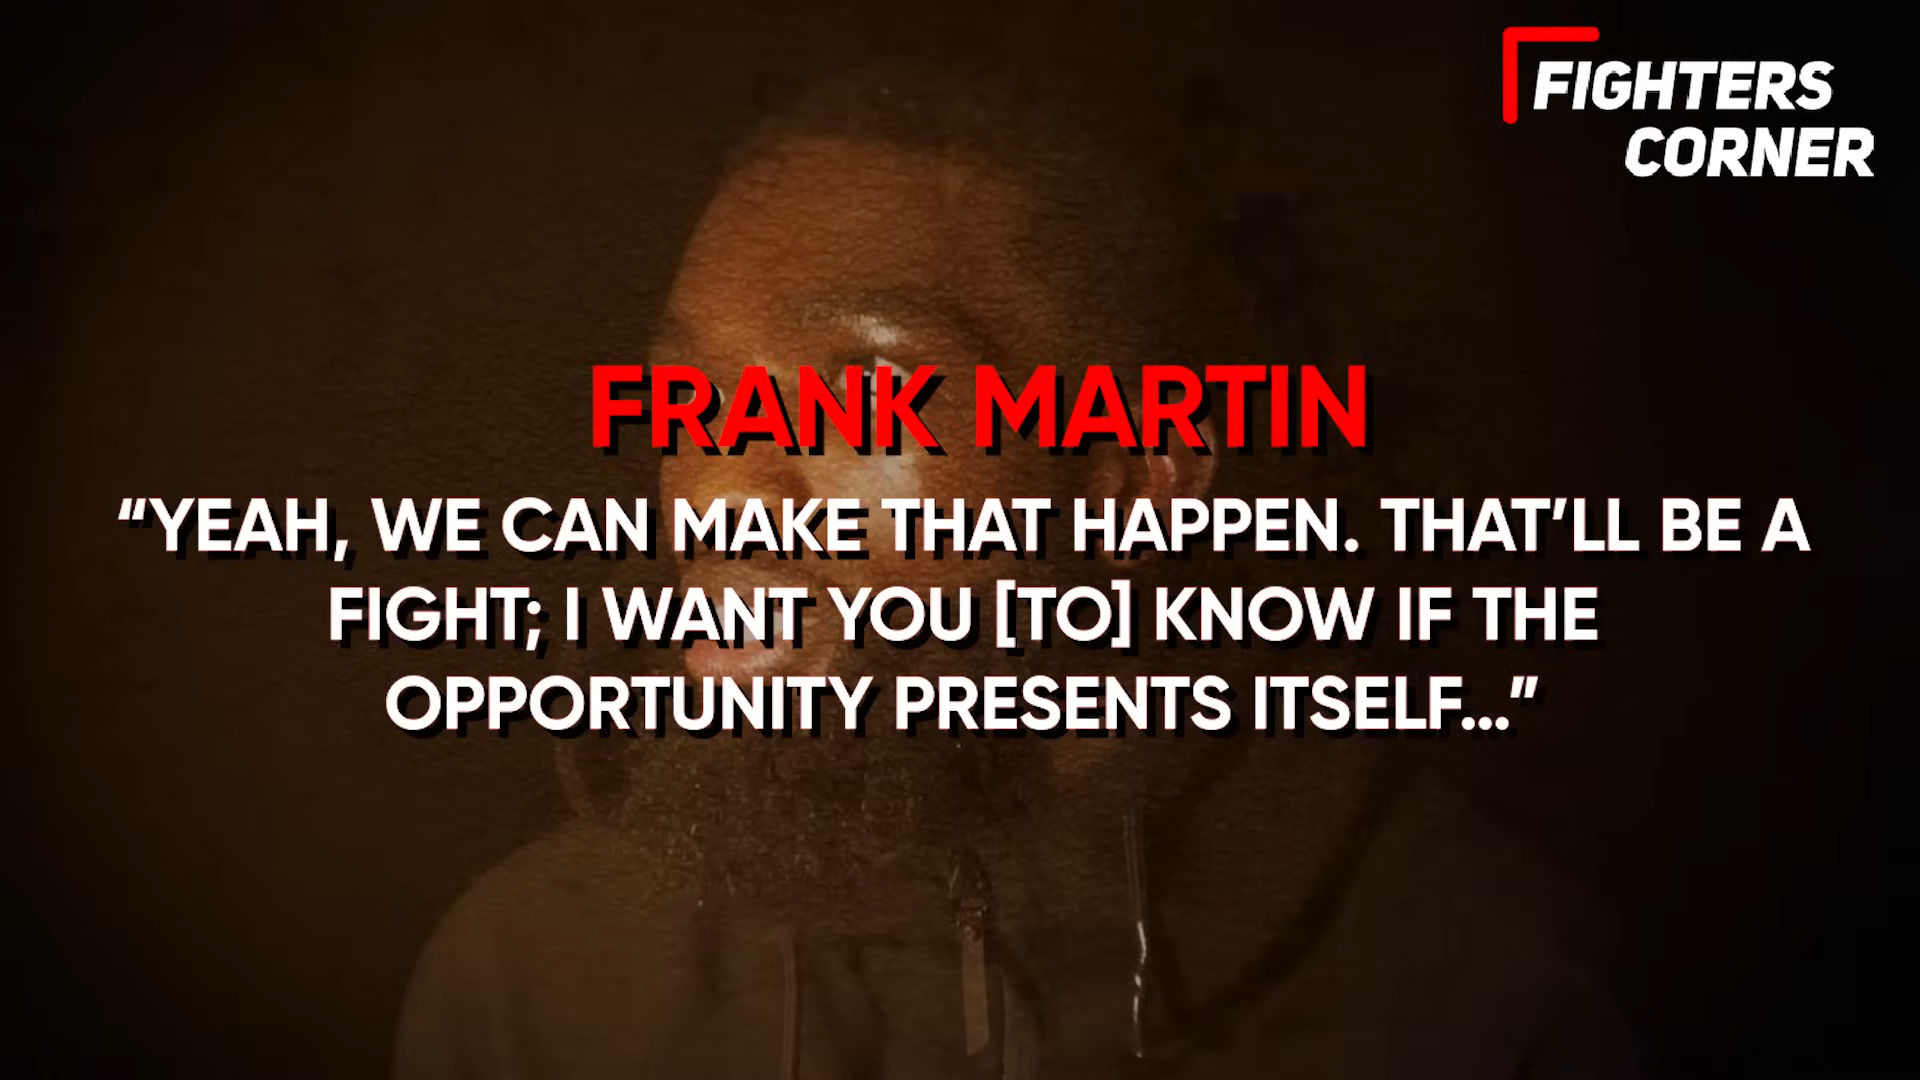 FIGHTERS
CORNER
FRANK MARTIN
“YEAH, WE CAN MAKE THAT HAPPEN. THAT’LL BE A
FIGHT; I WANT YOU [TO] KNOW IF THE
OPPORTUNITY PRESENTS ITSELF...”